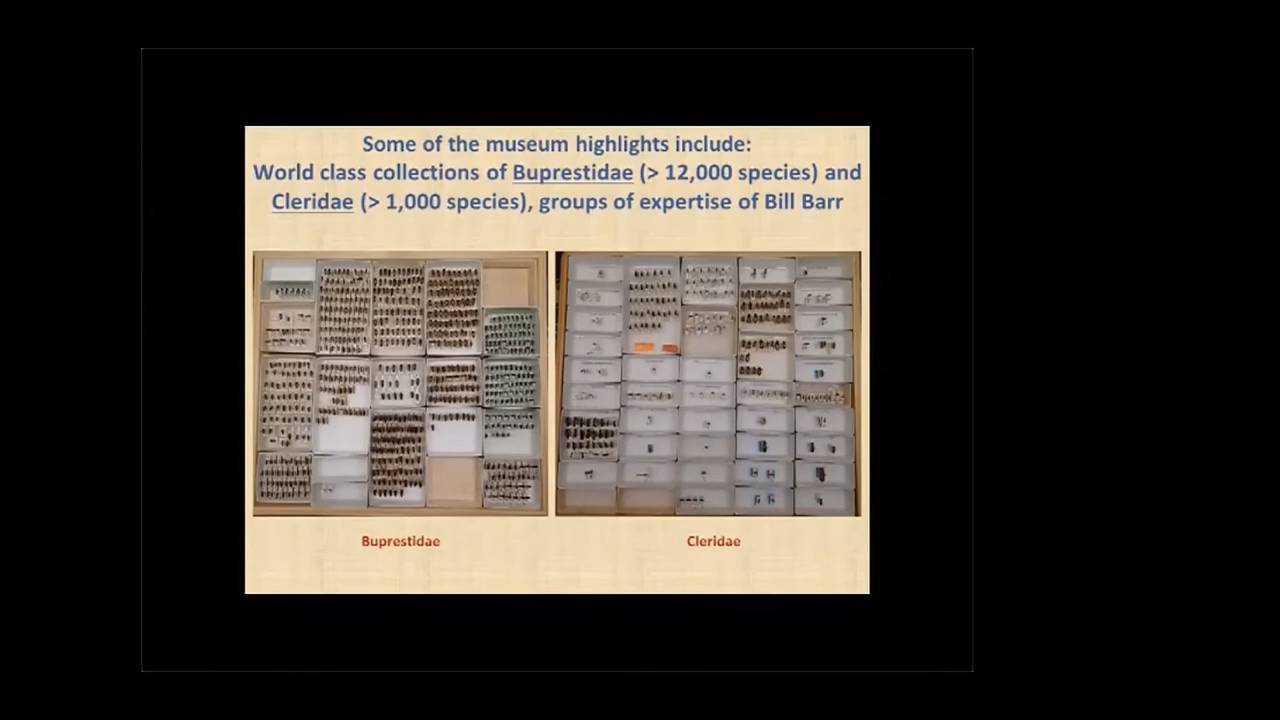 Some of the museum highlights include:
World class collections of Buprestidae (> 12,000 species) and
Cleridae (> 1,000 species), groups of expertise of Bill Barr
Buprestidae
Cleridae